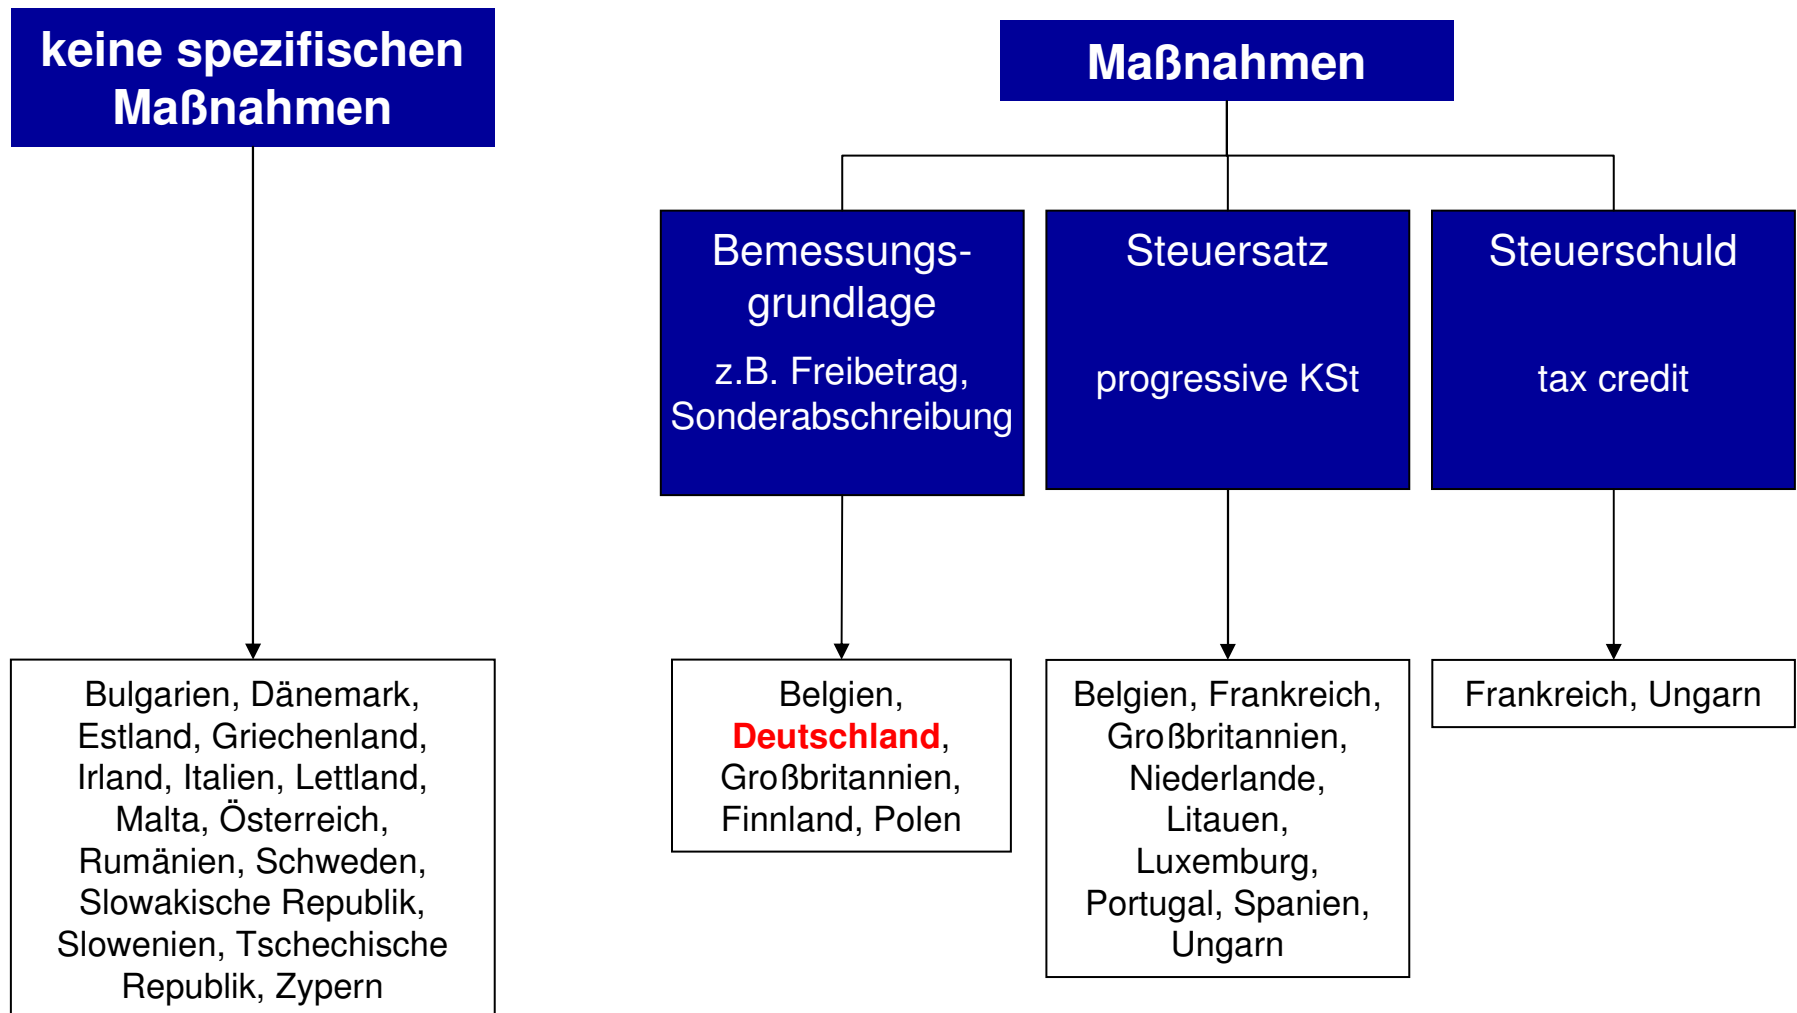 keine spezifischen
Maßnahmen
Bulgarien, Dänemark,
Estland, Griechenland,
Irland, Italien, Lettland,
Malta, Österreich,
Rumänien, Schweden,
Slowakische Republik,
Slowenien, Tschechische
Republik, Zypern
Maßnahmen
Bemessungs-
grundlage
z.B. Freibetrag,
Sonderabschreibung
Belgien,
Deutschland,
Großbritannien,
Finnland, Polen
Steuersatz
progressive KSt
Belgien, Frankreich,
Großbritannien,
Niederlande,
Litauen,
Luxemburg,
Portugal, Spanien,
Ungarn
Steuerschuld
tax credit
Frankreich, Ungarn